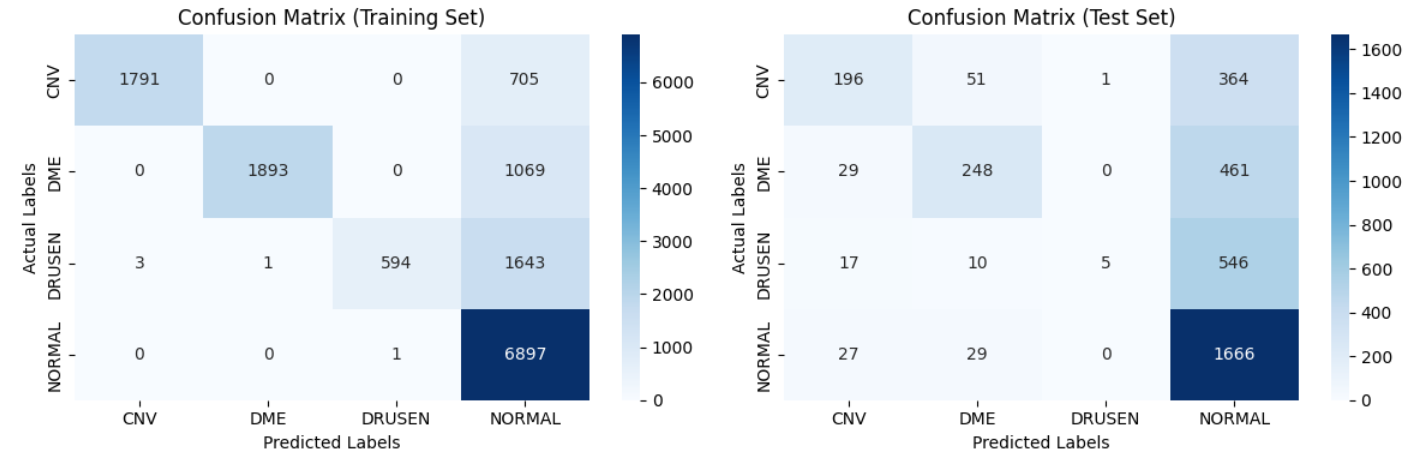 Confusion Matrix (Training Set)
Actual Labels
CNV
DME
DRUSEN
NORMAL
1791 0 0 705
0 1893 0 1069
3 1 594 1643
0 0 1 6897
CNV DME DRUSEN NORMAL
Predicted Labels
6000
5000
4000
3000
2000
1000
0
Confusion Matrix (Test Set)
Actual Labels
CNV
DME
DRUSEN
NORMAL
196 51 1 364
29 248 0 461
17 10 5 546
27 29 0 1666
CNV DME DRUSEN NORMAL
Predicted Labels
1600
1400
1200
1000
800
600
400
200
0